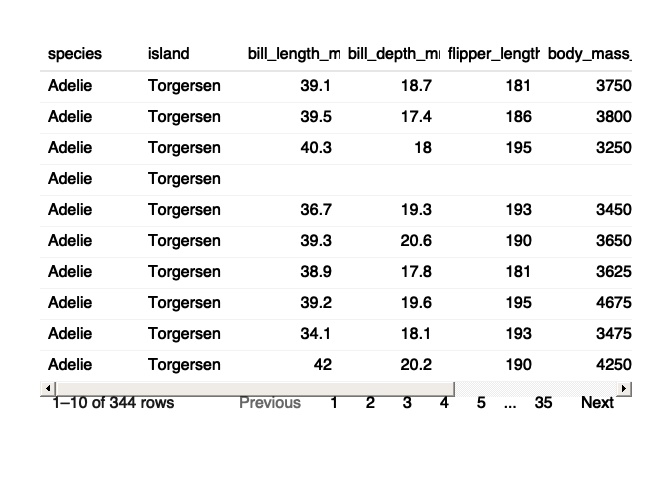 species island bill_length_m bill_depth_m flipper_length body_mass_
Adelie Torgersen 39.1 18.7 181 3750
Adelie Torgersen 39.5 17.4 186 3800
Adelie Torgersen 40.3 18 195 3250
Adelie Torgersen
Adelie Torgersen 36.7 19.3 193 3450
Adelie Torgersen 39.3 20.6 190 3650
Adelie Torgersen 38.9 17.8 181 3625
Adelie Torgersen 39.2 19.6 195 4675
Adelie Torgersen 34.1 18.1 193 3475
Adelie Torgersen 42 20.2 190 4250
1–10 of 344 rows Previous 1 2 3 4 5 ... 35 Next